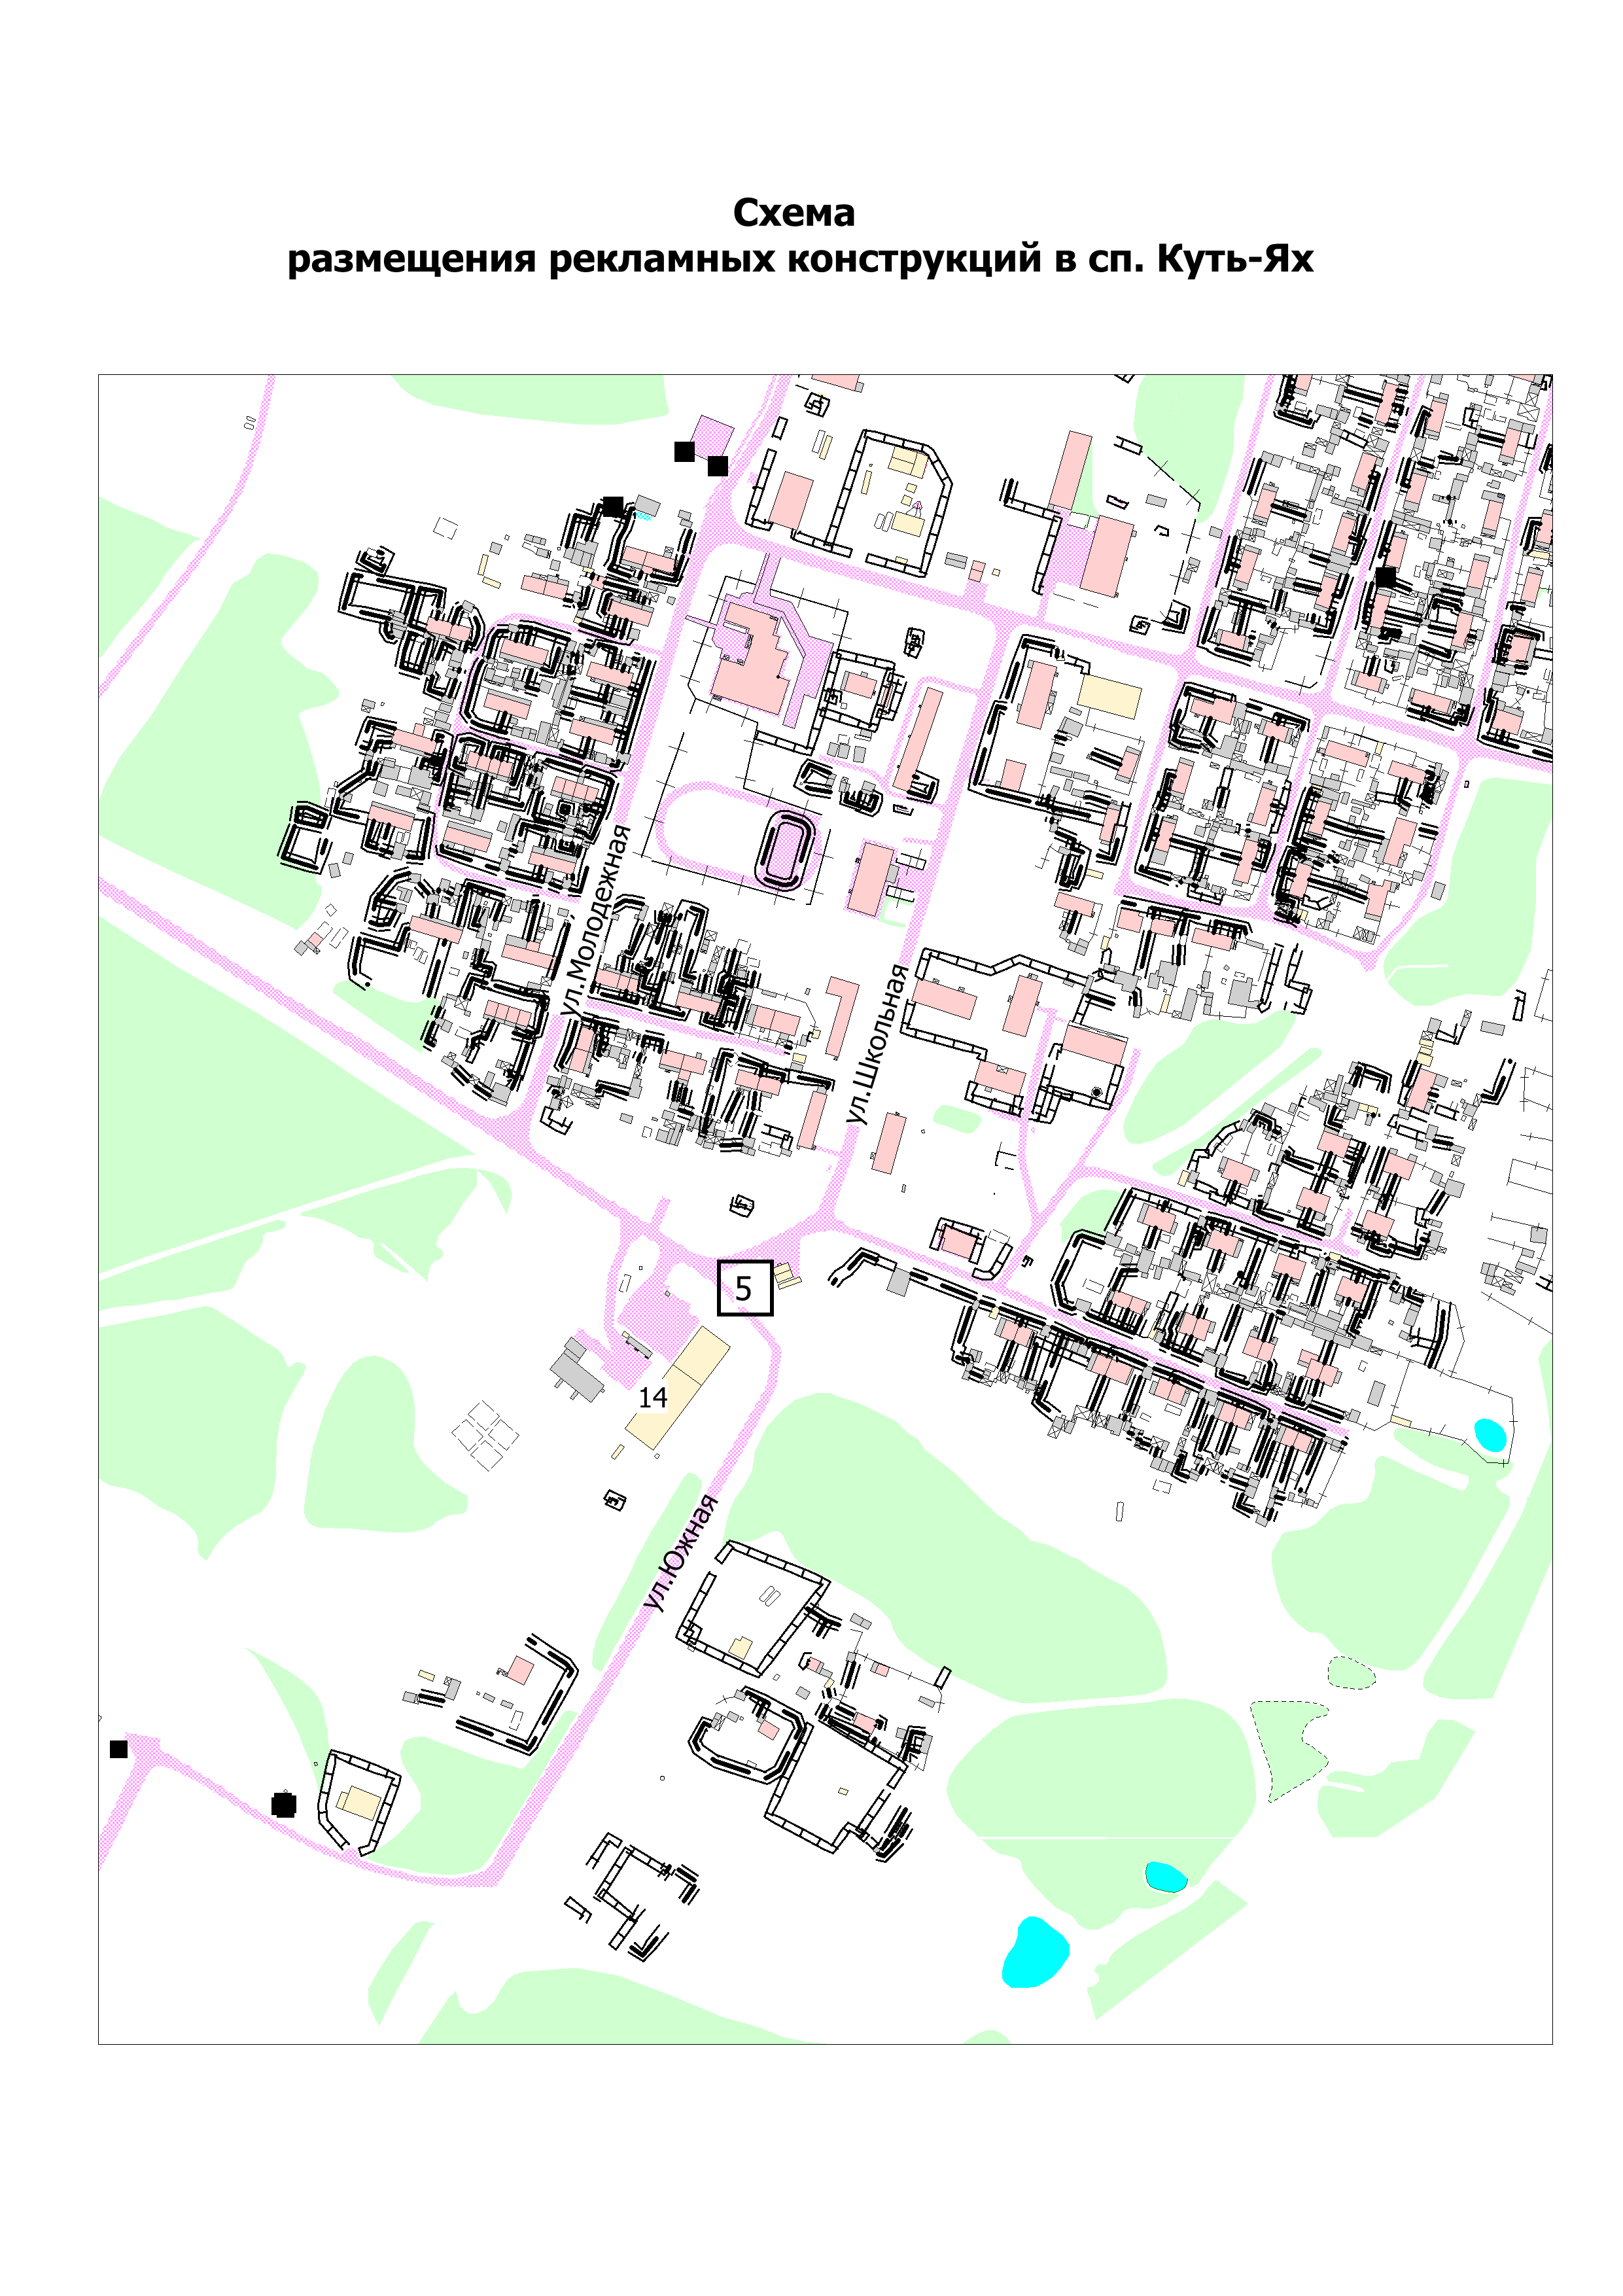 Схема
размещения рекламных конструкций в сп. Куть-Ях
ул.Молодежная
ул.Школьная
5
14
ул.Южная